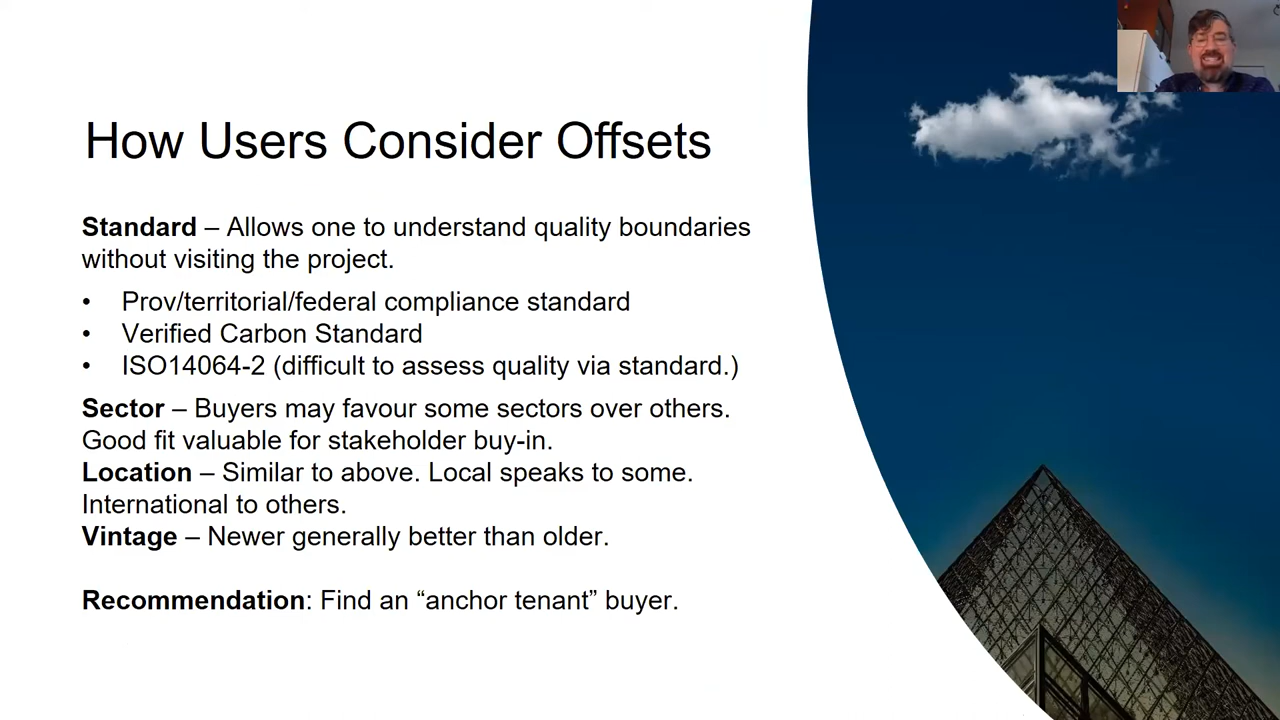 How Users Consider Offsets
Standard – Allows one to understand quality boundaries
without visiting the project.
• Prov/territorial/federal compliance standard
• Verified Carbon Standard
• ISO14064-2 (difficult to assess quality via standard.)
Sector – Buyers may favour some sectors over others.
Good fit valuable for stakeholder buy-in.
Location – Similar to above. Local speaks to some.
International to others.
Vintage – Newer generally better than older.
Recommendation: Find an “anchor tenant” buyer.